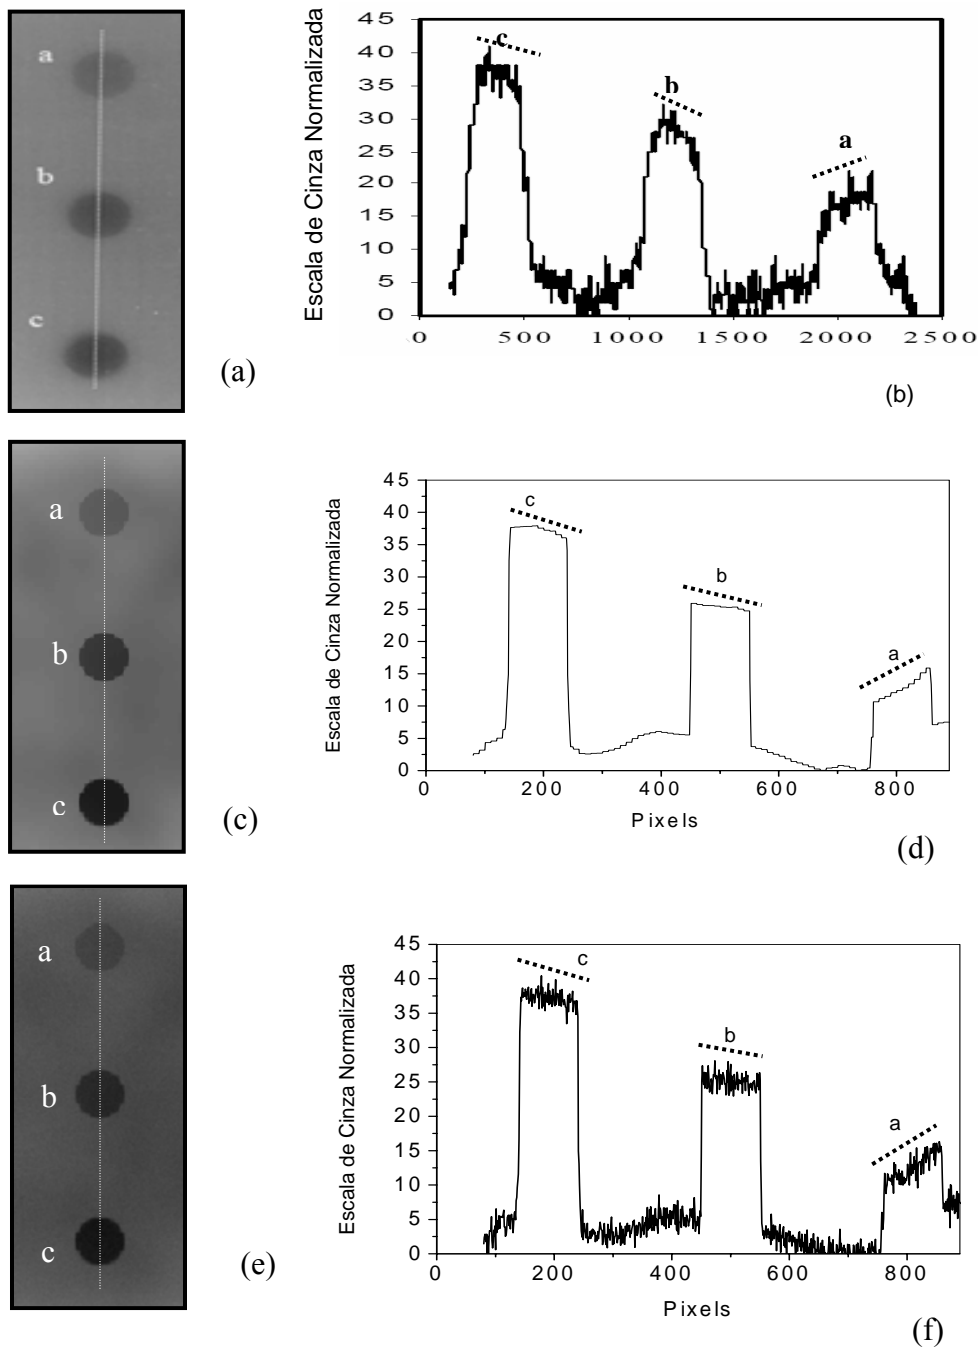 a
b
c
(a)
Escala de Cinza Normalizada
45
40
35
30
25
20
15
10
5
0
c
b
a
0 500 1000 1500 2000 2500
(b)
a
b
c
(c)
Escala de Cinza Normalizada
45
40
35
30
25
20
15
10
5
0
c
b
a
0 200 400 600 800
Pixels
(d)
a
b
c
(e)
Escala de Cinza Normalizada
45
40
35
30
25
20
15
10
5
0
c
b
a
0 200 400 600 800
Pixels
(f)